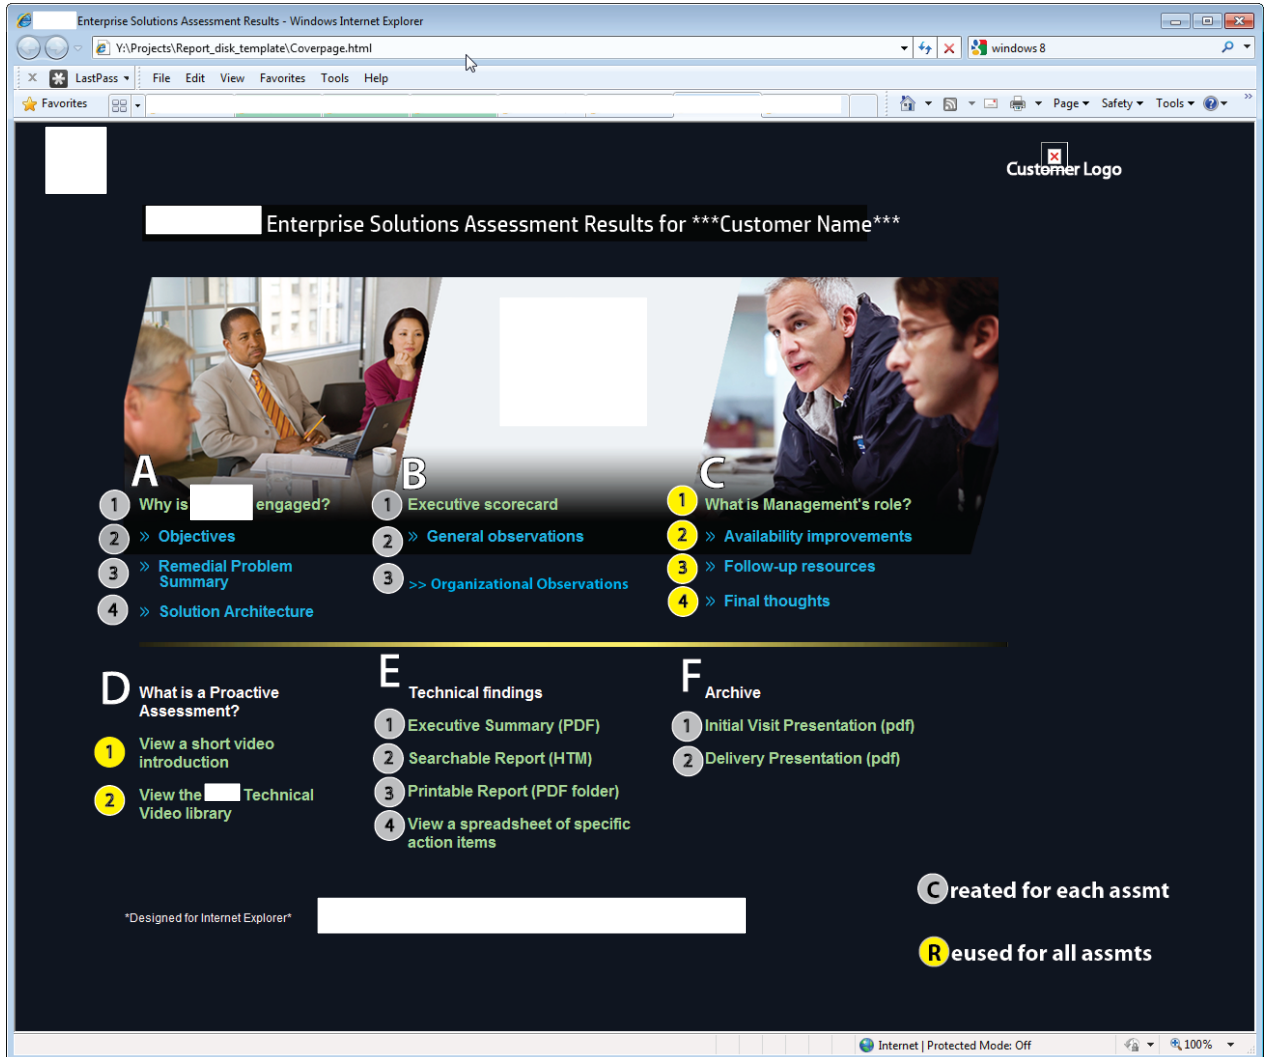 Enterprise Solutions Assessment Results - Windows Internet Explorer
Y:\Projects\Report_disk_template\Coverpage.html
windows 8
LastPass
File Edit View Favorites Tools Help
Favorites
Page Safety Tools
Customer Logo
Enterprise Solutions Assessment Results for ***Customer Name***
A
1 Why is engaged?
2 » Objectives
3 » Remedial Problem
Summary
4 » Solution Architecture
B
1 Executive scorecard
2 » General observations
3 >> Organizational Observations
C
1 What is Management's role?
2 » Availability improvements
3 » Follow-up resources
4 » Final thoughts
D
What is a Proactive
Assessment?
1 View a short video
introduction
2 View the Technical
Video library
E
Technical findings
1 Executive Summary (PDF)
2 Searchable Report (HTM)
3 Printable Report (PDF folder)
4 View a spreadsheet of specific
action items
F
Archive
1 Initial Visit Presentation (pdf)
2 Delivery Presentation (pdf)
Created for each assmt
*Designed for Internet Explorer*
Reused for all assmts
Internet | Protected Mode: Off
100%